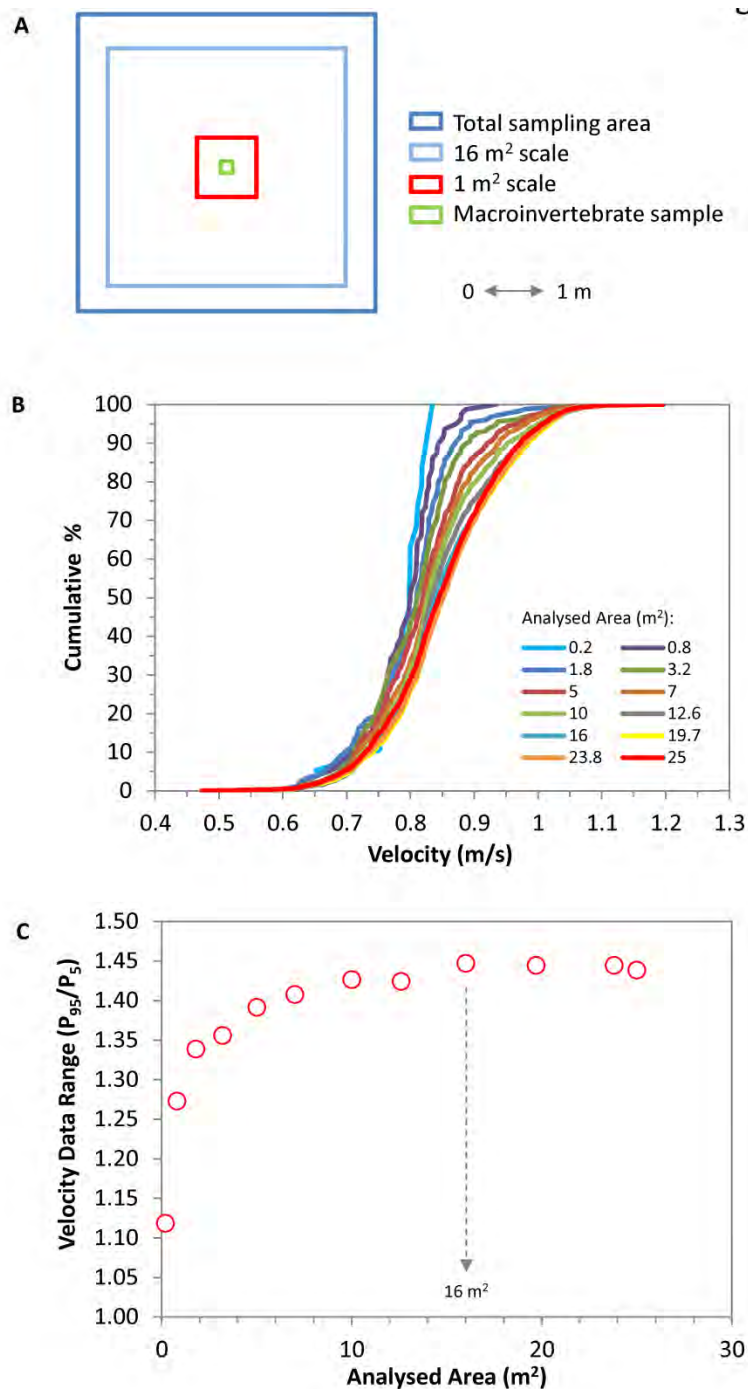 A
Total sampling area
16 m² scale
1 m² scale
Macroinvertebrate sample
0 1 m
B
100
90
80
70
60
50
40
30
20
10
0
Cumulative %
Analysed Area (m²):
0.2 0.8
1.8 3.2
5 7
10 12.6
16 19.7
23.8 25
0.4 0.5 0.6 0.7 0.8 0.9 1 1.1 1.2 1.3
Velocity (m/s)
C
1.50
1.45
1.40
1.35
1.30
1.25
1.20
1.15
1.10
1.05
1.00
Velocity Data Range (P₉₅/P₅)
16 m²
0 10 20 30
Analysed Area (m²)